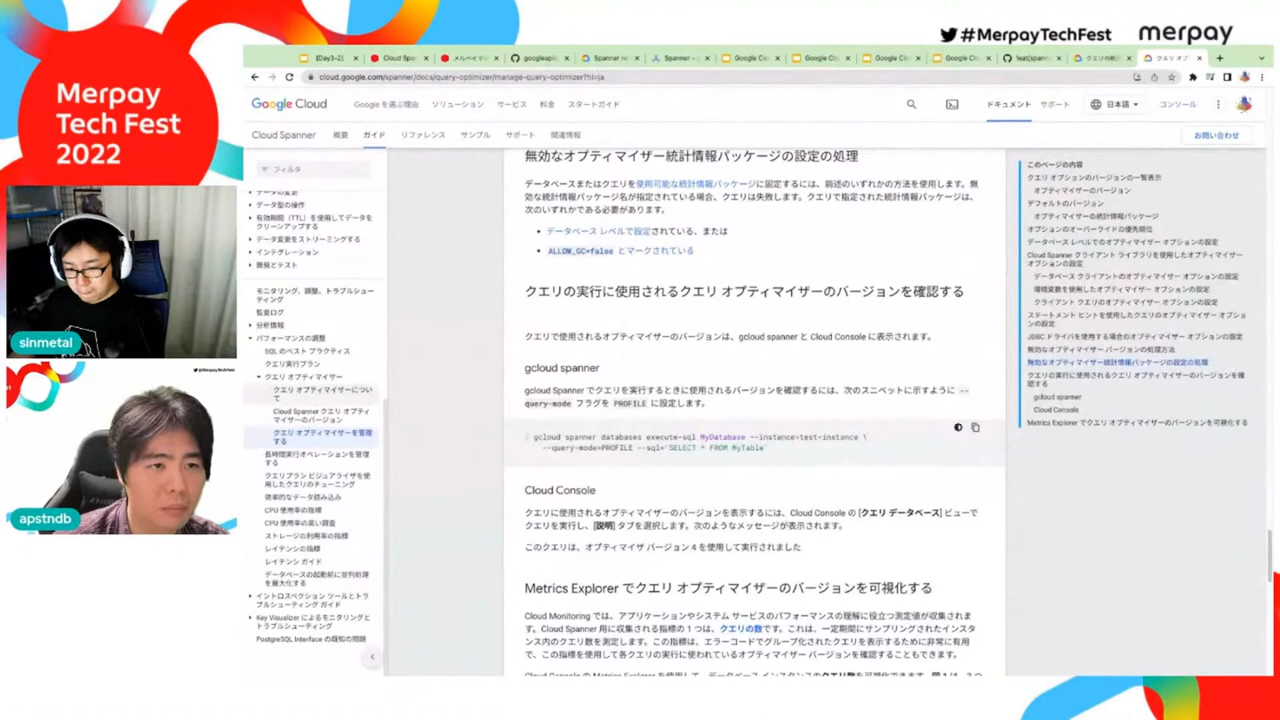 #MerpayTechFest merpay
Merpay
Tech Fest
2022
sinmetal
apstndb
[Day3-2]
Cloud Spa
メルペイマ
googleapi
Spanner re
Spanner –
Google Clo
Google Clo
Google Clo
Google Clo
feat(spann
クエリの統計
クエリ オプ
cloud.google.com/spanner/docs/query-optimizer/manage-query-optimizer?hl=ja
Google Cloud
Google を選ぶ理由
ソリューション
サービス
料金
スタートガイド
ドキュメント
サポート
日本語
コンソール
Cloud Spanner
概要
ガイド
リファレンス
サンプル
サポート
関連情報
お問い合わせ
フィルタ
データの変更
データ型の操作
有効期間（TTL）を使用してデータを
クリーンアップする
データ変更をストリーミングする
インテグレーション
開発とテスト
モニタリング、調整、トラブルシュー
ティング
監査ログ
分析情報
パフォーマンスの調整
SQL のベスト プラクティス
クエリ実行プラン
クエリ オプティマイザー
クエリ オプティマイザーについ
て
Cloud Spanner クエリ オプティ
マイザーのバージョン
クエリ オプティマイザーを管理
する
長時間実行オペレーションを管理
する
クエリプラン ビジュアライザを使
用したクエリのチューニング
効率的なデータ読み込み
CPU 使用率の指標
CPU 使用率の高い調査
ストレージの利用率の指標
レイテンシの指標
レイテンシ ガイド
データベースの起動前に並列処理
を最大化する
イントロスペクション ツールとトラ
ブルシューティング ガイド
Key Visualizer によるモニタリングと
トラブルシューティング
PostgreSQL Interface の既知の問題
無効なオプティマイザー統計情報パッケージの設定の処理
データベースまたはクエリを使用可能な統計情報パッケージに固定するには、前述のいずれかの方法を使用します。無
効な統計情報パッケージ名が指定されている場合、クエリは失敗します。クエリで指定された統計情報パッケージは、
次のいずれかである必要があります。
データベース レベルで設定されている、または
ALLOW_GC=false とマークされている
クエリの実行に使用されるクエリ オプティマイザーのバージョンを確認する
クエリで使用されるオプティマイザーのバージョンは、gcloud spanner と Cloud Console に表示されます。
gcloud spanner
gcloud Spanner でクエリを実行するときに使用されるバージョンを確認するには、次のスニペットに示すように --
query-mode フラグを PROFILE に設定します。
gcloud spanner databases execute-sql MyDatabase --instance=test-instance \
--query-mode=PROFILE --sql='SELECT * FROM MyTable'
Cloud Console
クエリに使用されるオプティマイザーのバージョンを表示するには、Cloud Console の [クエリ データベース] ビューで
クエリを実行し、[説明] タブを選択します。次のようなメッセージが表示されます。
このクエリは、オプティマイザ バージョン 4 を使用して実行されました
Metrics Explorer でクエリ オプティマイザーのバージョンを可視化する
Cloud Monitoring では、アプリケーションやシステム サービスのパフォーマンスの理解に役立つ測定値が収集されま
す。Cloud Spanner 用に収集される指標の 1 つは、クエリの数です。これは、一定期間にサンプリングされたインスタ
ンス内のクエリ数を測定します。この指標は、エラーコードでグループ化されたクエリを表示するために非常に有用
で、この指標を使用して各クエリの実行に使われているオプティマイザー バージョンを確認することもできます。
このページの内容
クエリ オプションのバージョンの一覧表示
オプティマイザーのバージョン
デフォルトのバージョン
オプティマイザーの統計情報パッケージ
オプションのオーバーライドの優先順位
データベース レベルでのオプティマイザー オプションの設定
Cloud Spanner クライアント ライブラリを使用したオプティマイザー
オプションの設定
データベース クライアントのオプティマイザー オプションの設定
環境変数を使用したオプティマイザー オプションの設定
クライアント クエリのオプティマイザー オプションの設定
ステートメント ヒントを使用したクエリのオプティマイザー オプショ
ンの設定
JDBC ドライバを使用する場合のオプティマイザー オプションの設定
無効なオプティマイザー バージョンの処理方法
無効なオプティマイザー統計情報パッケージの設定の処理
クエリの実行に使用されるクエリ オプティマイザーのバージョンを確
認する
gcloud spanner
Cloud Console
Metrics Explorer でクエリ オプティマイザーのバージョンを可視化する